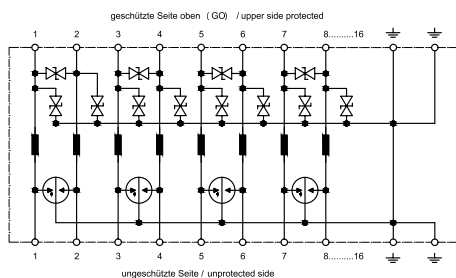 geschützte Seite oben ( GO) / upper side protected
1 2 3 4 5 6 7 8..........16
1 2 3 4 5 6 7 8..........16
ungeschützte Seite / unprotected side